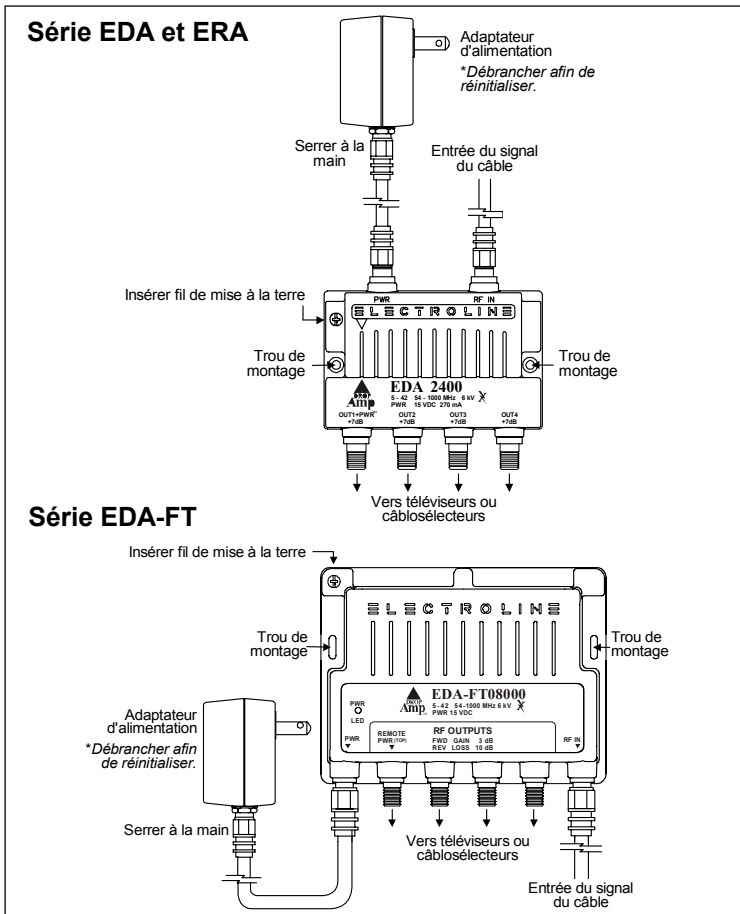 Série EDA et ERA
Adaptateur
d'alimentation
*Débrancher afin de
réinitialiser.
Serrer à la
main
Entrée du signal
du câble
Insérer fil de mise à la terre
PWR
RF IN
ELECTROLINE
Trou de
montage
Trou de
montage
DROP
Amp
EDA 2400
5 - 42 54 - 1000 MHz 6 kV
PWR 15 VDC 270 mA
OUT1+PWR
+7dB
OUT2
+7dB
OUT3
+7dB
OUT4
+7dB
Vers téléviseurs ou
câblosélecteurs
Série EDA-FT
Insérer fil de mise à la terre
ELECTROLINE
Trou de
montage
Trou de
montage
Adaptateur
d'alimentation
*Débrancher afin
de réinitialiser.
PWR
LED
PWR
DROP
Amp
EDA-FT08000
5 - 42 54-1000 MHz 6 kV
PWR 15 VDC
REMOTE
PWR (TOP)
RF OUTPUTS
FWD GAIN 3 dB
REV LOSS 10 dB
RF IN
Serrer à la main
Vers téléviseurs ou
câblosélecteurs
Entrée du signal
du câble